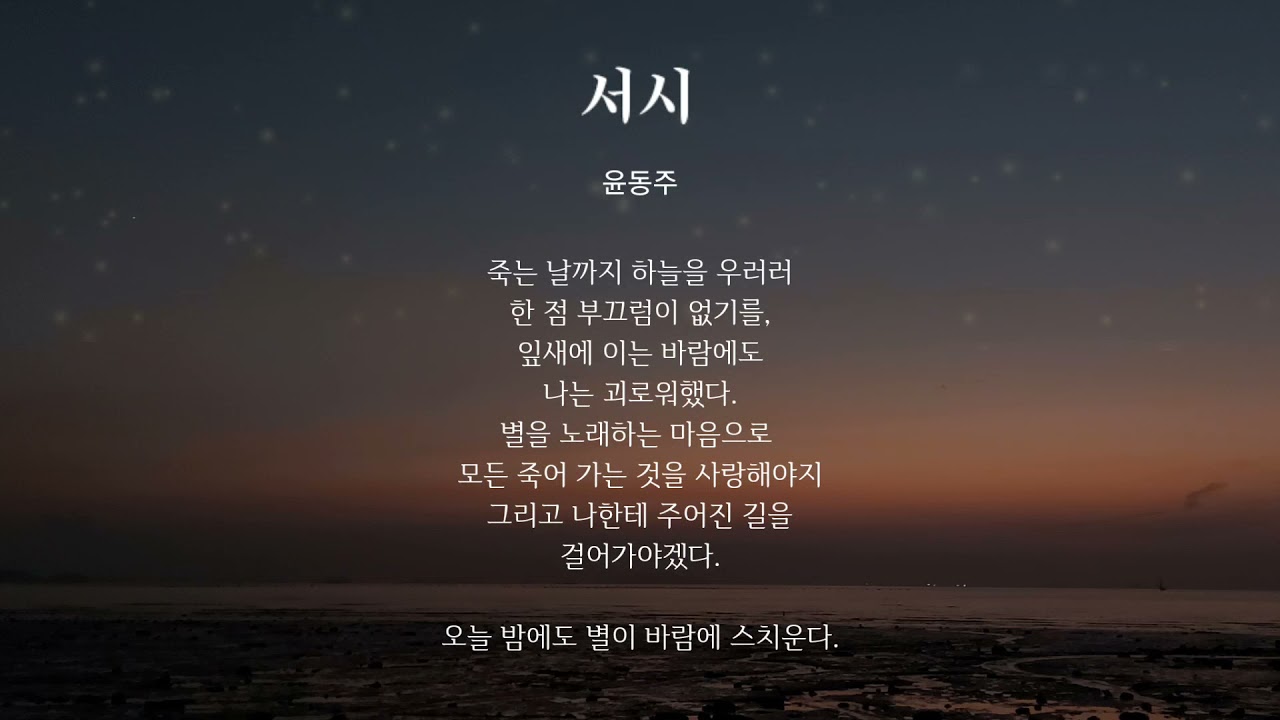 서시
윤동주
죽는 날까지 하늘을 우러러
한 점 부끄럼이 없기를,
잎새에 이는 바람에도
나는 괴로워했다.
별을 노래하는 마음으로
모든 죽어 가는 것을 사랑해야지
그리고 나한테 주어진 길을
걸어가야겠다.
오늘 밤에도 별이 바람에 스치운다.